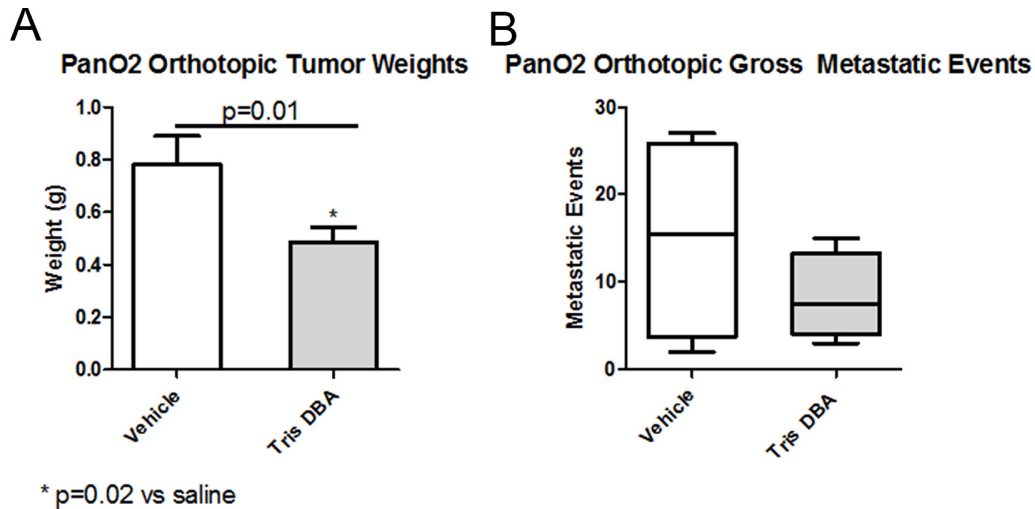 A
PanO2 Orthotopic Tumor Weights
p=0.01
1.0
0.8
0.6
0.4
0.2
0.0
Weight (g)
*
Vehicle
Tris DBA
* p=0.02 vs saline
B
PanO2 Orthotopic Gross Metastatic Events
30
20
10
0
Metastatic Events
Vehicle
Tris DBA